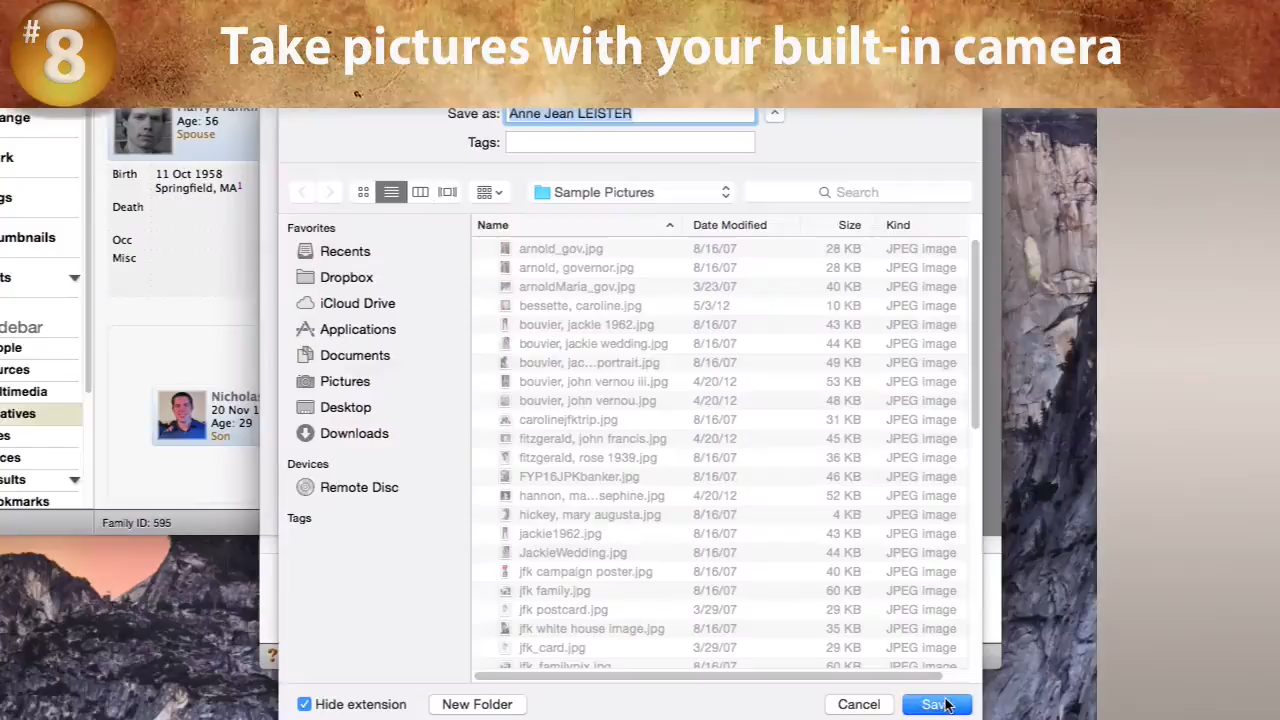 #8
Take pictures with your built-in camera
Save as: Anne Jean LEISTER
Tags:
Sample Pictures
Search
Age: 56
Spouse
Birth 11 Oct 1958
Springfield, MA1
Death
Occ
Misc
20 Nov 1
Age: 29
Son
Family ID: 595
Favorites
Recents
Dropbox
iCloud Drive
Applications
Documents
Pictures
Desktop
Downloads
Devices
Remote Disc
Tags
Name Date Modified Size Kind
arnold_gov.jpg 8/16/07 28 KB JPEG image
arnold, governor.jpg 8/16/07 28 KB JPEG image
arnoldMaria_gov.jpg 3/23/07 40 KB JPEG image
bessette, caroline.jpg 5/3/12 10 KB JPEG image
bouvier, jackie 1962.jpg 8/16/07 43 KB JPEG image
bouvier, jackie wedding.jpg 8/16/07 44 KB JPEG image
bouvier, jac...portrait.jpg 8/16/07 49 KB JPEG image
bouvier, john vernou iii.jpg 4/20/12 53 KB JPEG image
bouvier, john vernou.jpg 4/20/12 48 KB JPEG image
carolinejfktrip.jpg 8/16/07 31 KB JPEG image
fitzgerald, john francis.jpg 4/20/12 45 KB JPEG image
fitzgerald, rose 1939.jpg 8/16/07 36 KB JPEG image
FYP16JPKbanker.jpg 8/16/07 46 KB JPEG image
hannon, ma...sephine.jpg 4/20/12 52 KB JPEG image
hickey, mary augusta.jpg 8/16/07 4 KB JPEG image
jackie1962.jpg 8/16/07 43 KB JPEG image
JackieWedding.jpg 8/16/07 44 KB JPEG image
jfk campaign poster.jpg 8/16/07 40 KB JPEG image
jfk family.jpg 8/16/07 60 KB JPEG image
jfk postcard.jpg 3/29/07 29 KB JPEG image
jfk white house image.jpg 8/16/07 35 KB JPEG image
jfk_card.jpg 3/29/07 29 KB JPEG image
jfk_familypix.jpg 8/16/07 60 KB JPEG image
Hide extension
New Folder
Cancel
Save